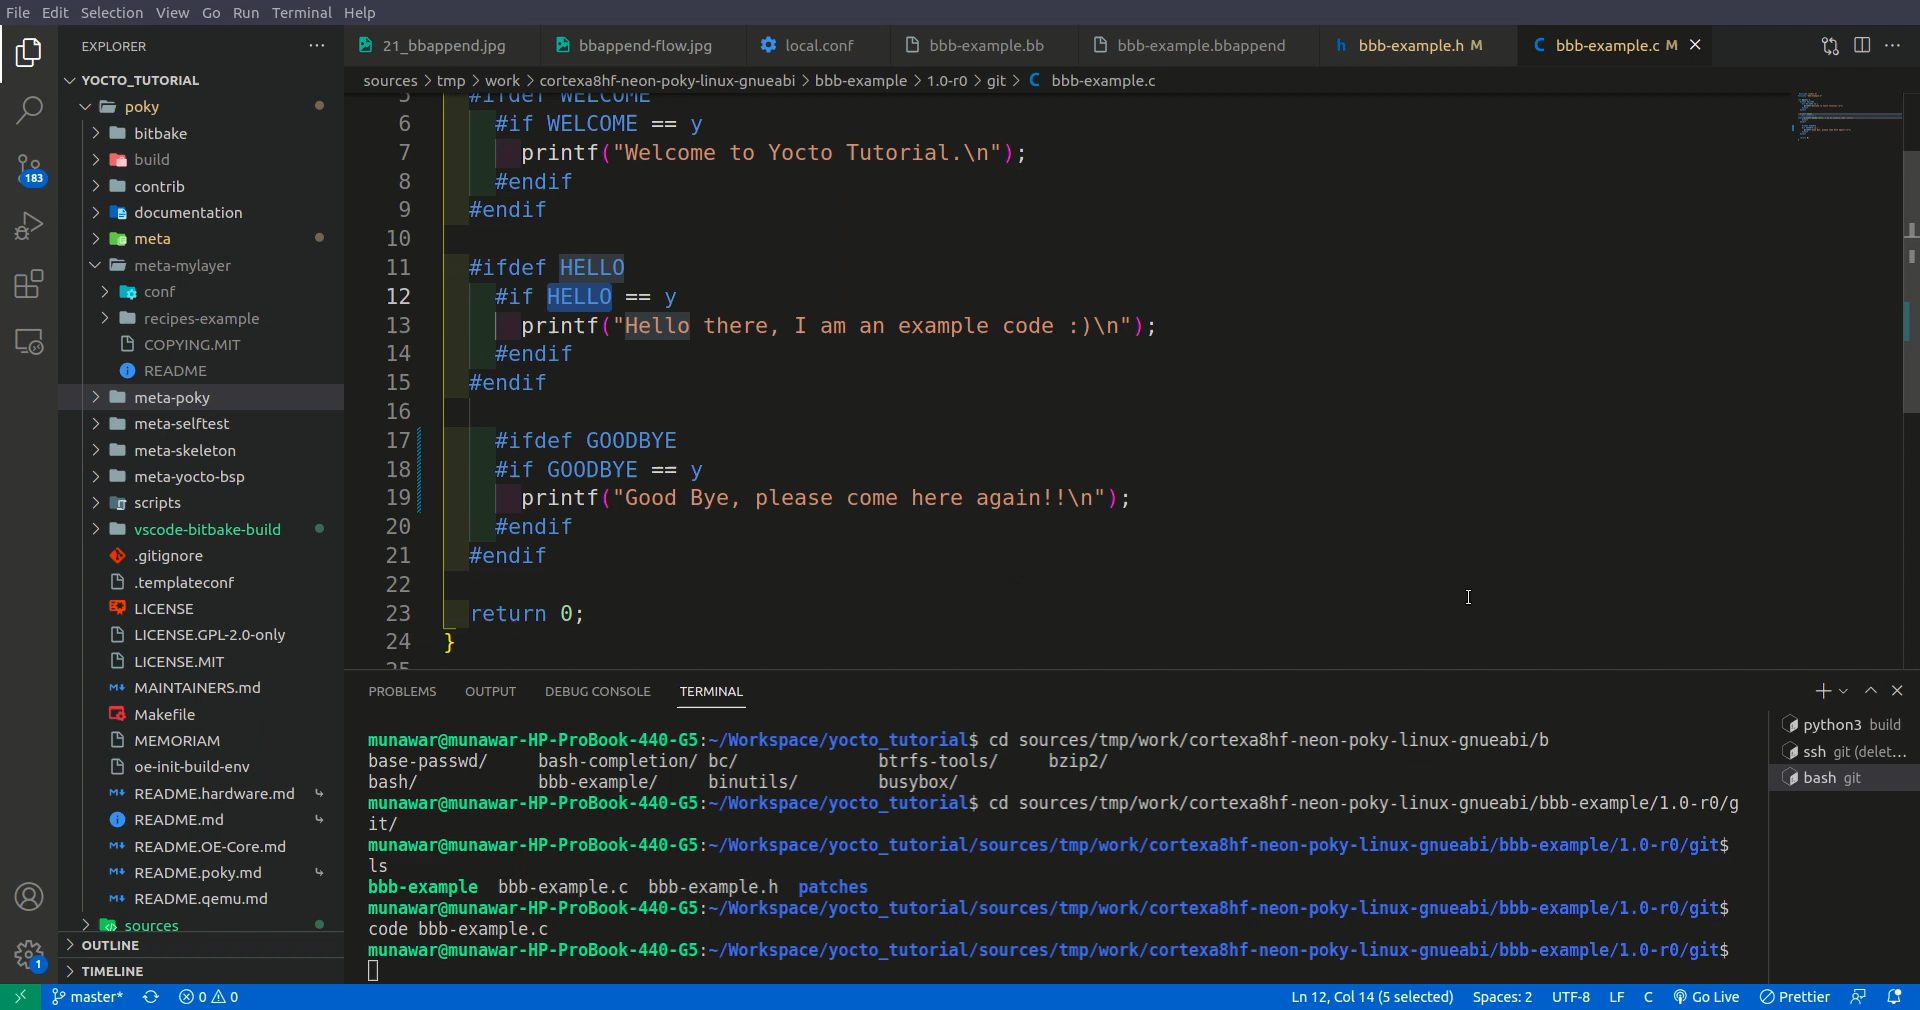 File Edit Selection View Go Run Terminal Help
EXPLORER
21_bbappend.jpg
bbappend-flow.jpg
local.conf
bbb-example.bb
bbb-example.bbappend
h bbb-example.h M
C bbb-example.c M
YOCTO_TUTORIAL
sources > tmp > work > cortexa8hf-neon-poky-linux-gnueabi > bbb-example > 1.0-r0 > git > C bbb-example.c
poky
bitbake
build
contrib
documentation
meta
meta-mylayer
conf
recipes-example
COPYING.MIT
README
meta-poky
meta-selftest
meta-skeleton
meta-yocto-bsp
scripts
vscode-bitbake-build
.gitignore
.templateconf
LICENSE
LICENSE.GPL-2.0-only
LICENSE.MIT
MAINTAINERS.md
Makefile
MEMORIAM
oe-init-build-env
README.hardware.md
README.md
README.OE-Core.md
README.poky.md
README.qemu.md
sources
OUTLINE
TIMELINE
183
1
5 #ifdef WELCOME
6 #if WELCOME == y
7 printf("Welcome to Yocto Tutorial.\n");
8 #endif
9 #endif
10
11 #ifdef HELLO
12 #if HELLO == y
13 printf("Hello there, I am an example code :)\n");
14 #endif
15 #endif
16
17 #ifdef GOODBYE
18 #if GOODBYE == y
19 printf("Good Bye, please come here again!!\n");
20 #endif
21 #endif
22
23 return 0;
24 }
25
PROBLEMS OUTPUT DEBUG CONSOLE TERMINAL
munawar@munawar-HP-ProBook-440-G5:~/Workspace/yocto_tutorial$ cd sources/tmp/work/cortexa8hf-neon-poky-linux-gnueabi/b
base-passwd/ bash-completion/ bc/ btrfs-tools/ bzip2/
bash/ bbb-example/ binutils/ busybox/
munawar@munawar-HP-ProBook-440-G5:~/Workspace/yocto_tutorial$ cd sources/tmp/work/cortexa8hf-neon-poky-linux-gnueabi/bbb-example/1.0-r0/g
it/
munawar@munawar-HP-ProBook-440-G5:~/Workspace/yocto_tutorial/sources/tmp/work/cortexa8hf-neon-poky-linux-gnueabi/bbb-example/1.0-r0/git$
ls
bbb-example bbb-example.c bbb-example.h patches
munawar@munawar-HP-ProBook-440-G5:~/Workspace/yocto_tutorial/sources/tmp/work/cortexa8hf-neon-poky-linux-gnueabi/bbb-example/1.0-r0/git$
code bbb-example.c
munawar@munawar-HP-ProBook-440-G5:~/Workspace/yocto_tutorial/sources/tmp/work/cortexa8hf-neon-poky-linux-gnueabi/bbb-example/1.0-r0/git$
python3 build
ssh git (delet...
bash git
master* 0 0 Ln 12, Col 14 (5 selected) Spaces: 2 UTF-8 LF C Go Live Prettier